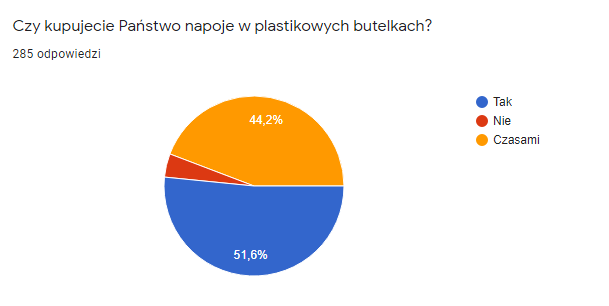 Czy kupujecie Państwo napoje w plastikowych butelkach?
285 odpowiedzi
44,2%
51,6%
Tak
Nie
Czasami